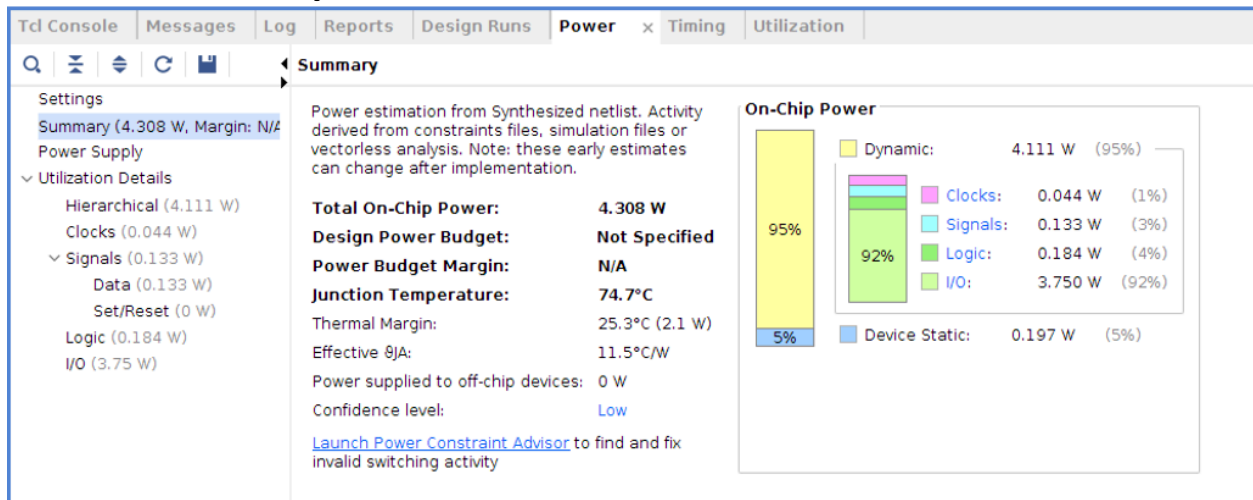 Tcl Console Messages Log Reports Design Runs Power × Timing Utilization
Summary
Settings
Summary (4.308 W, Margin: N/A
Power Supply
Utilization Details
Hierarchical (4.111 W)
Clocks (0.044 W)
Signals (0.133 W)
Data (0.133 W)
Set/Reset (0 W)
Logic (0.184 W)
I/O (3.75 W)
Power estimation from Synthesized netlist. Activity
derived from constraints files, simulation files or
vectorless analysis. Note: these early estimates
can change after implementation.
Total On-Chip Power: 4.308 W
Design Power Budget: Not Specified
Power Budget Margin: N/A
Junction Temperature: 74.7°C
Thermal Margin: 25.3°C (2.1 W)
Effective ϑJA: 11.5°C/W
Power supplied to off-chip devices: 0 W
Confidence level: Low
Launch Power Constraint Advisor to find and fix
invalid switching activity
On-Chip Power
95%
5%
Dynamic: 4.111 W (95%)
92%
Clocks: 0.044 W (1%)
Signals: 0.133 W (3%)
Logic: 0.184 W (4%)
I/O: 3.750 W (92%)
Device Static: 0.197 W (5%)